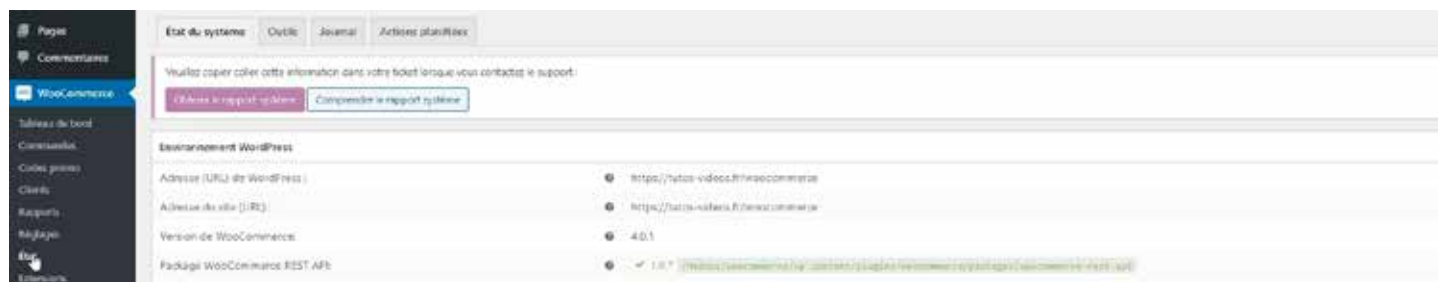 Pages
Commentaires
WooCommerce
Tableau de bord
Commandes
Codes promo
Clients
Rapports
Réglages
État
Extensions
État du système
Outils
Journal
Actions planifiées
Veuillez copier coller cette information dans votre ticket lorsque vous contactez le support :
Obtenir le rapport système
Comprendre le rapport système
Environnement WordPress
Adresse (URL) de WordPress :
https://tutos-videos.fr/woocommerce
Adresse du site (URL) :
https://tutos-videos.fr/woocommerce
Version de WooCommerce:
4.0.1
Package WooCommerce REST API:
1.0.7